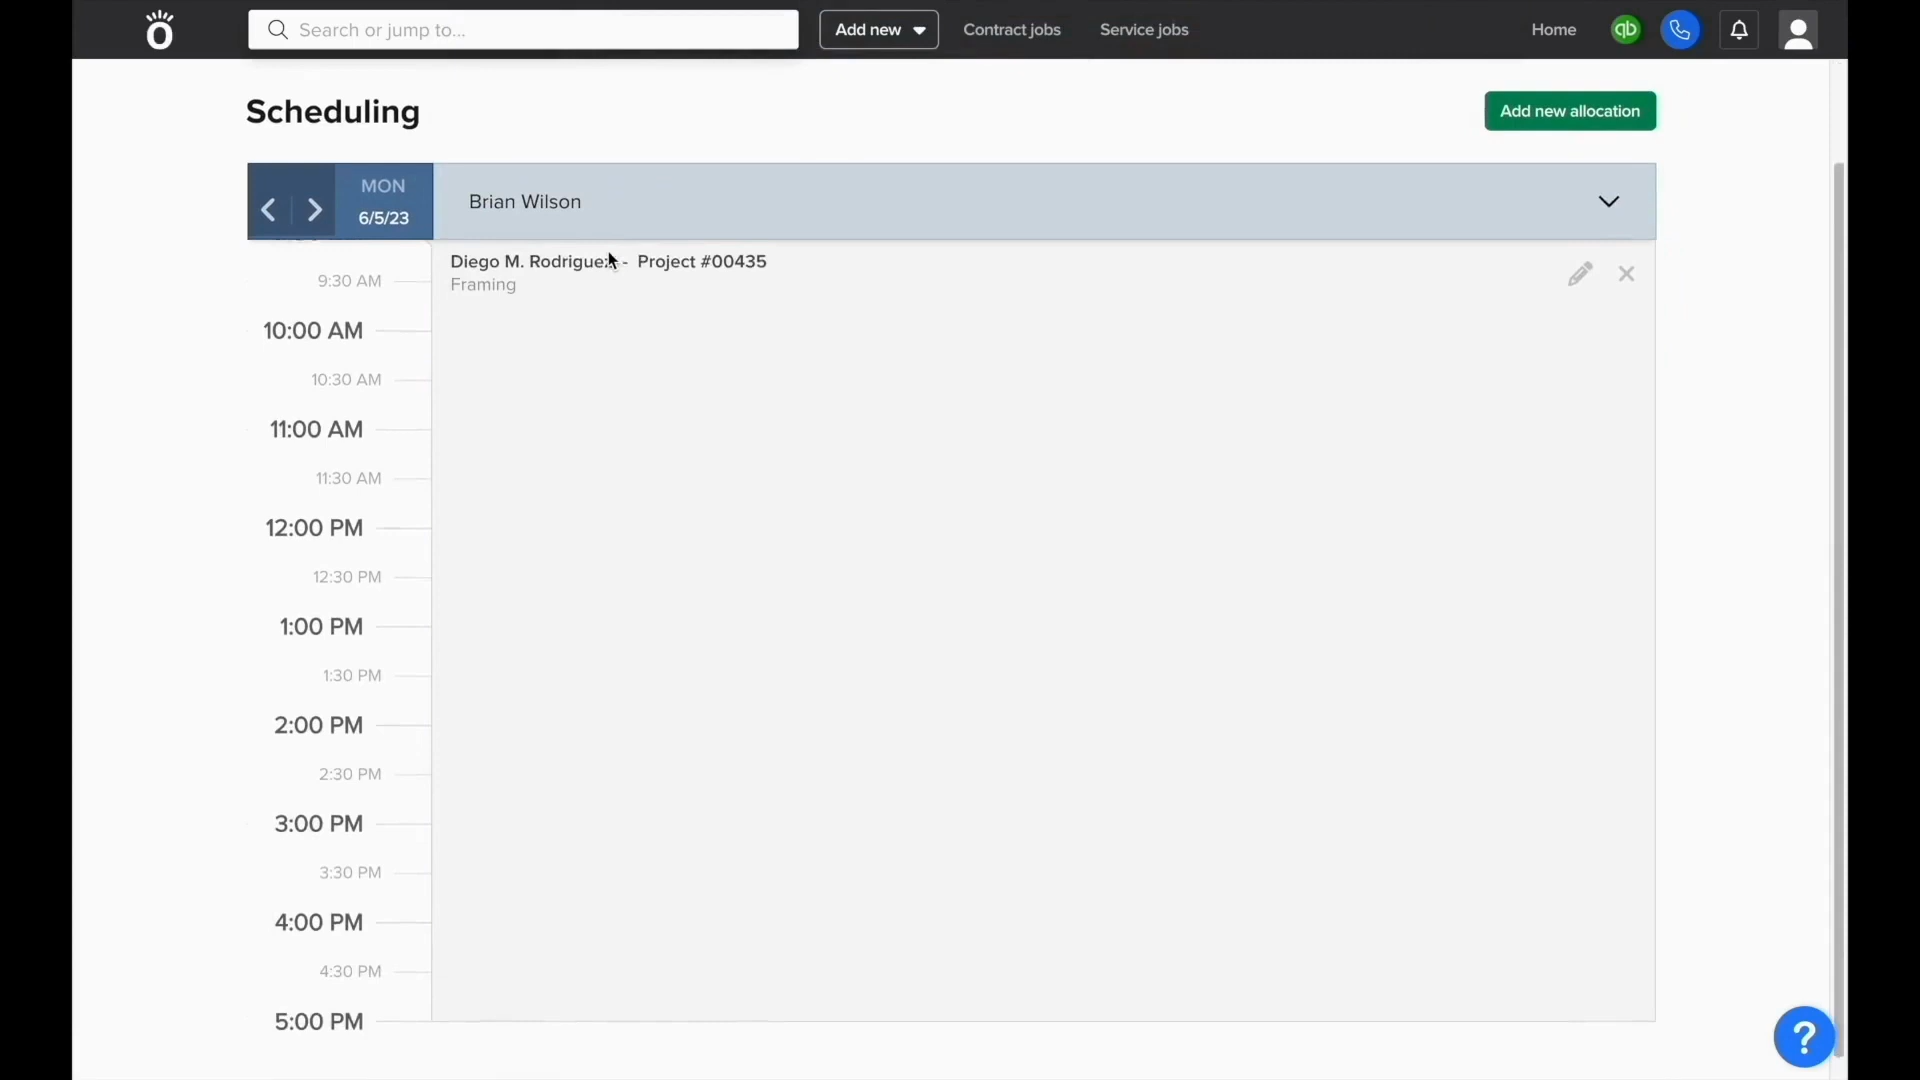 Search or jump to...
Add new
Contract jobs
Service jobs
Home
qb
Scheduling
Add new allocation
MON
6/5/23
Brian Wilson
Diego M. Rodriguez - Project #00435
Framing
9:30 AM
10:00 AM
10:30 AM
11:00 AM
11:30 AM
12:00 PM
12:30 PM
1:00 PM
1:30 PM
2:00 PM
2:30 PM
3:00 PM
3:30 PM
4:00 PM
4:30 PM
5:00 PM
?